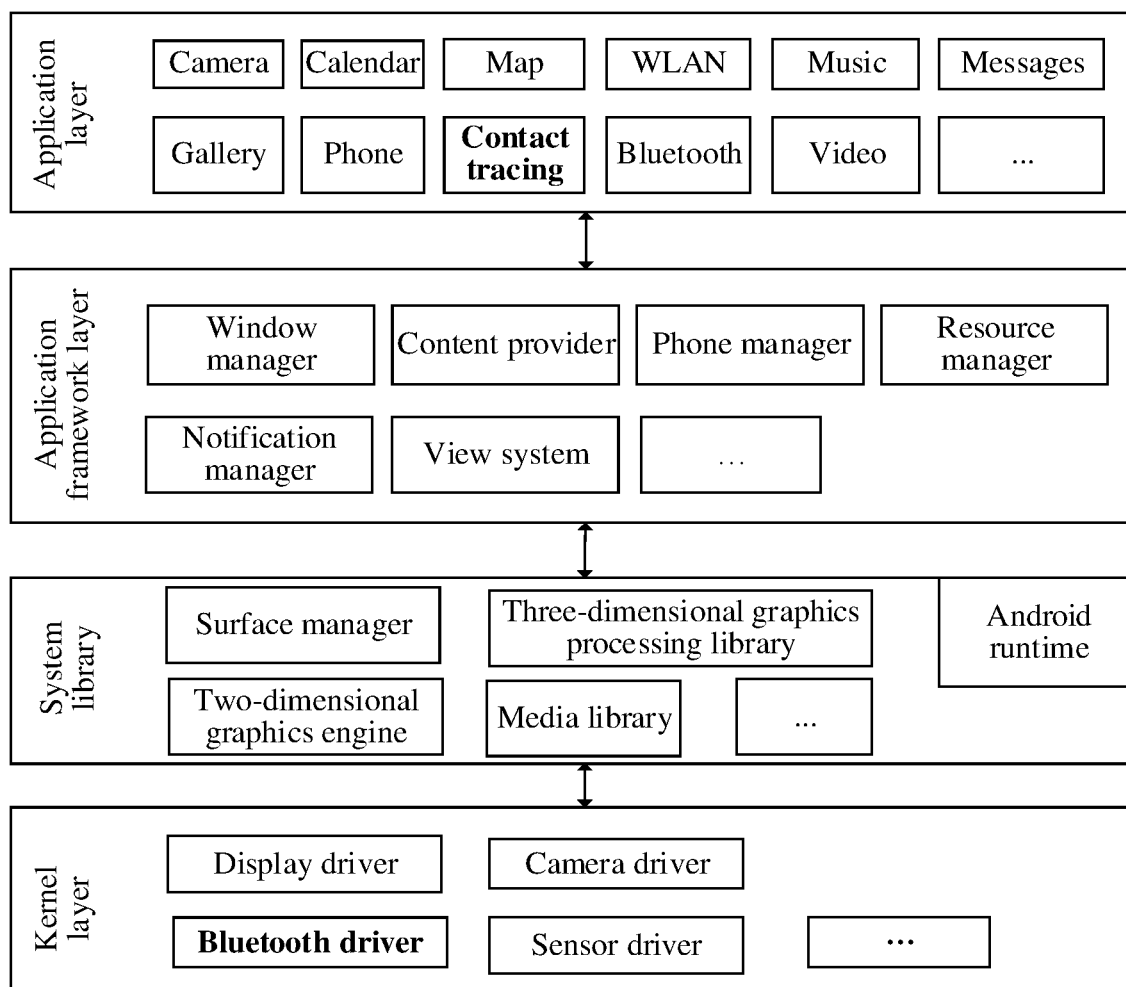 Application
layer
Camera
Calendar
Map
WLAN
Music
Messages
Gallery
Phone
Contact
tracing
Bluetooth
Video
...
Application
framework layer
Window
manager
Content provider
Phone manager
Resource
manager
Notification
manager
View system
...
System
library
Surface manager
Three-dimensional graphics
processing library
Android
runtime
Two-dimensional
graphics engine
Media library
...
Kernel
layer
Display driver
Camera driver
Bluetooth driver
Sensor driver
...